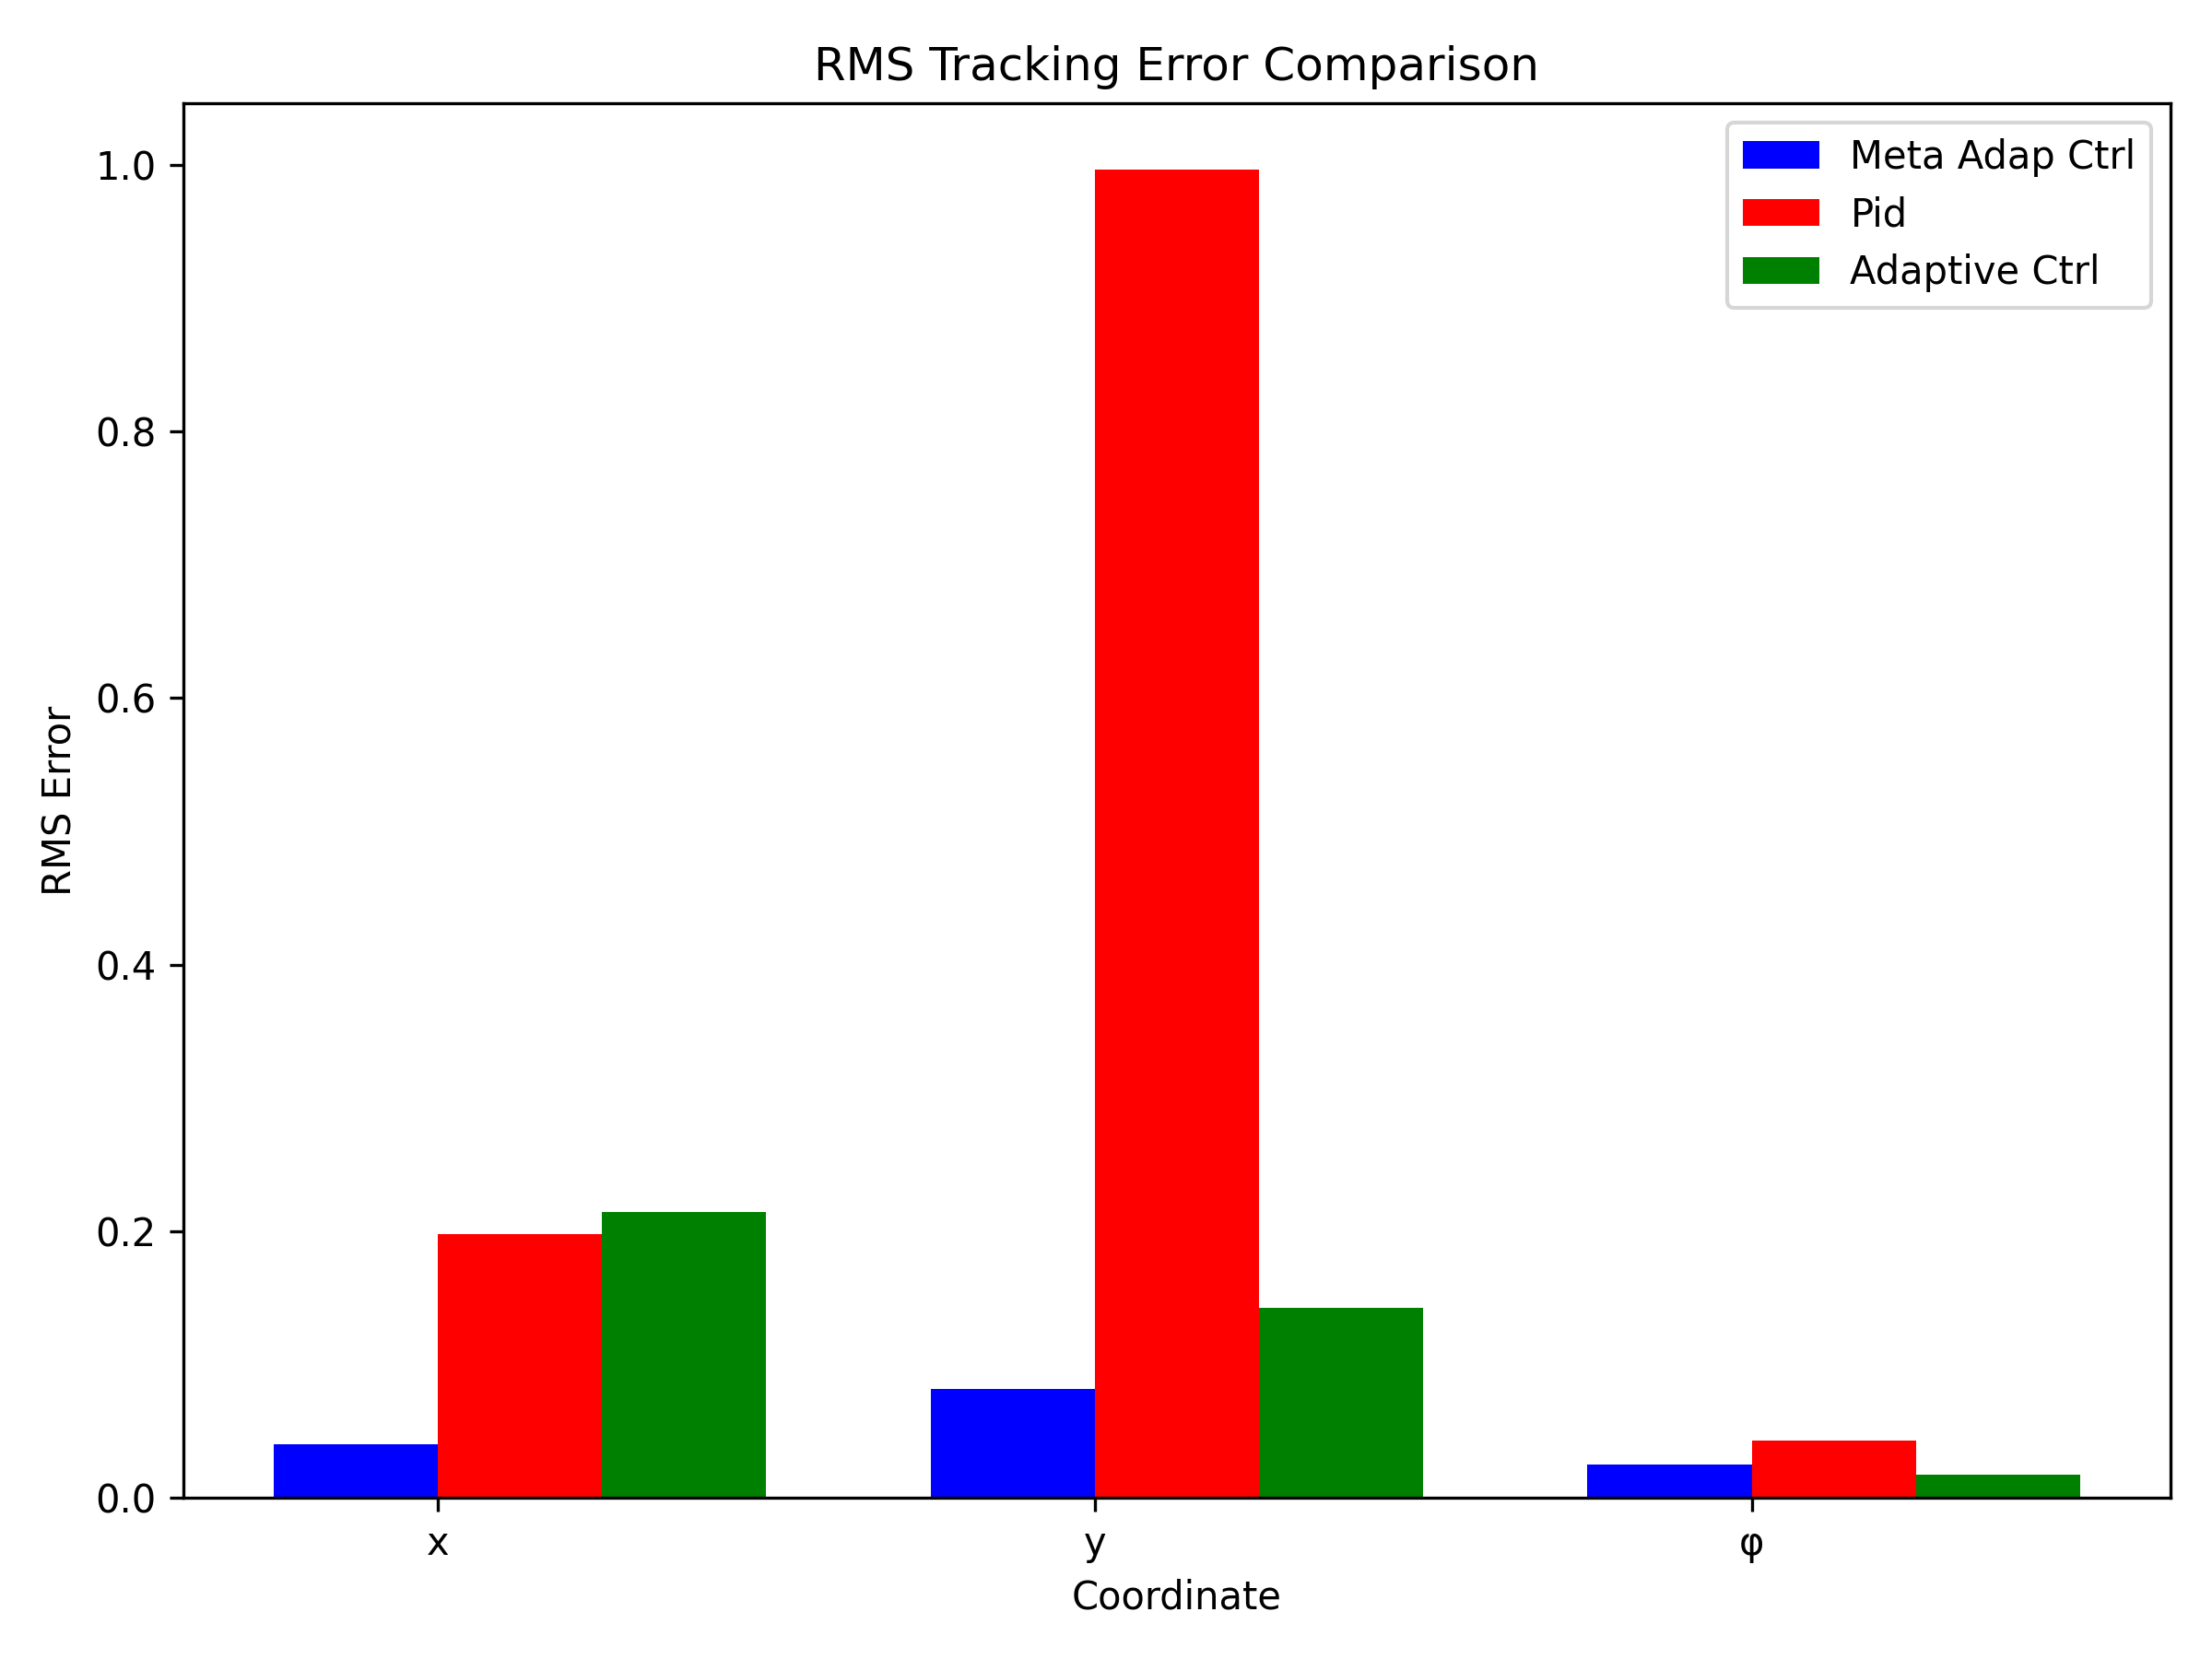 RMS Tracking Error Comparison
Meta Adap Ctrl
Pid
Adaptive Ctrl
RMS Error
1.0
0.8
0.6
0.4
0.2
0.0
x y φ
Coordinate